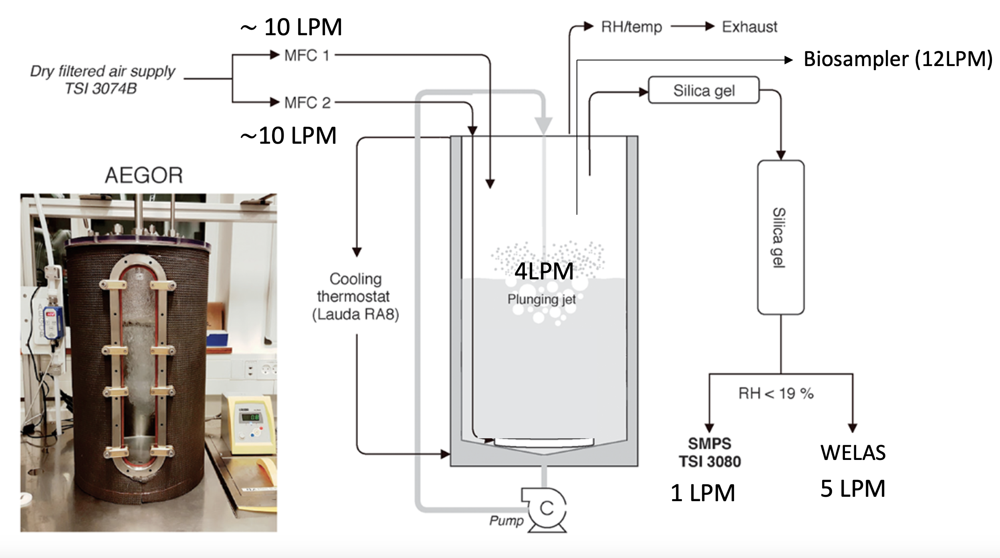 ~ 10 LPM
MFC 1
Dry filtered air supply
TSI 3074B
MFC 2
~10 LPM
RH/temp
Exhaust
Biosampler (12LPM)
Silica gel
AEGOR
Cooling
thermostat
(Lauda RA8)
4LPM
Plunging jet
Silica gel
RH < 19 %
SMPS
TSI 3080
1 LPM
WELAS
5 LPM
Pump
C